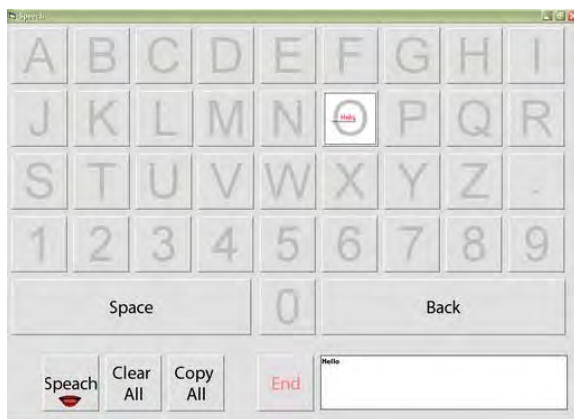 Speech
A B C D E F G H I
J K L M N O P Q R
Hello
S T U V W X Y Z .
1 2 3 4 5 6 7 8 9
Space 0 Back
Speach Clear All Copy All End Hello